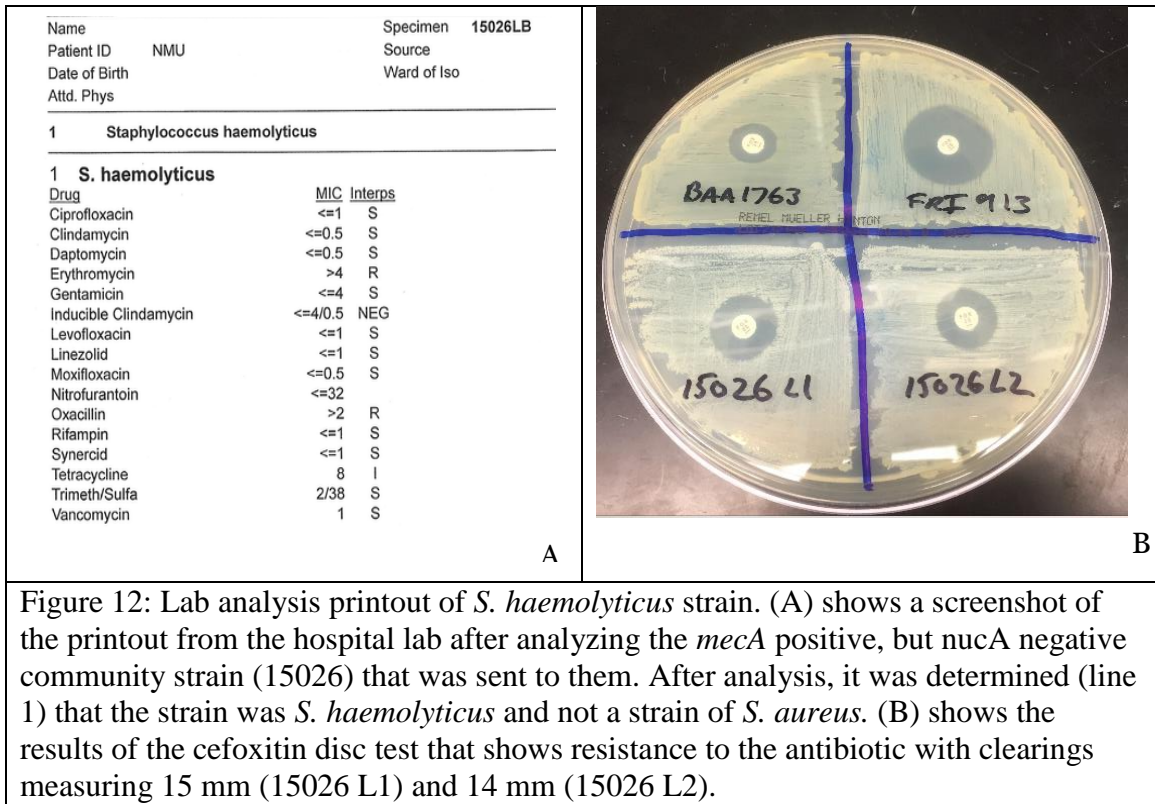 Name Specimen 15026LB
Patient ID NMU Source
Date of Birth Ward of Iso
Attd. Phys
1 Staphylococcus haemolyticus
1 S. haemolyticus
Drug MIC Interps
Ciprofloxacin <=1 S
Clindamycin <=0.5 S
Daptomycin <=0.5 S
Erythromycin >4 R
Gentamicin <=4 S
Inducible Clindamycin <=4/0.5 NEG
Levofloxacin <=1 S
Linezolid <=1 S
Moxifloxacin <=0.5 S
Nitrofurantoin <=32
Oxacillin >2 R
Rifampin <=1 S
Synercid <=1 S
Tetracycline 8 I
Trimeth/Sulfa 2/38 S
Vancomycin 1 S
A
BAA1763
FRI 913
REMEL MUELLER HINTON
15026 L1
15026 L2
B
Figure 12: Lab analysis printout of S. haemolyticus strain. (A) shows a screenshot of
the printout from the hospital lab after analyzing the mecA positive, but nucA negative
community strain (15026) that was sent to them. After analysis, it was determined (line
1) that the strain was S. haemolyticus and not a strain of S. aureus. (B) shows the
results of the cefoxitin disc test that shows resistance to the antibiotic with clearings
measuring 15 mm (15026 L1) and 14 mm (15026 L2).